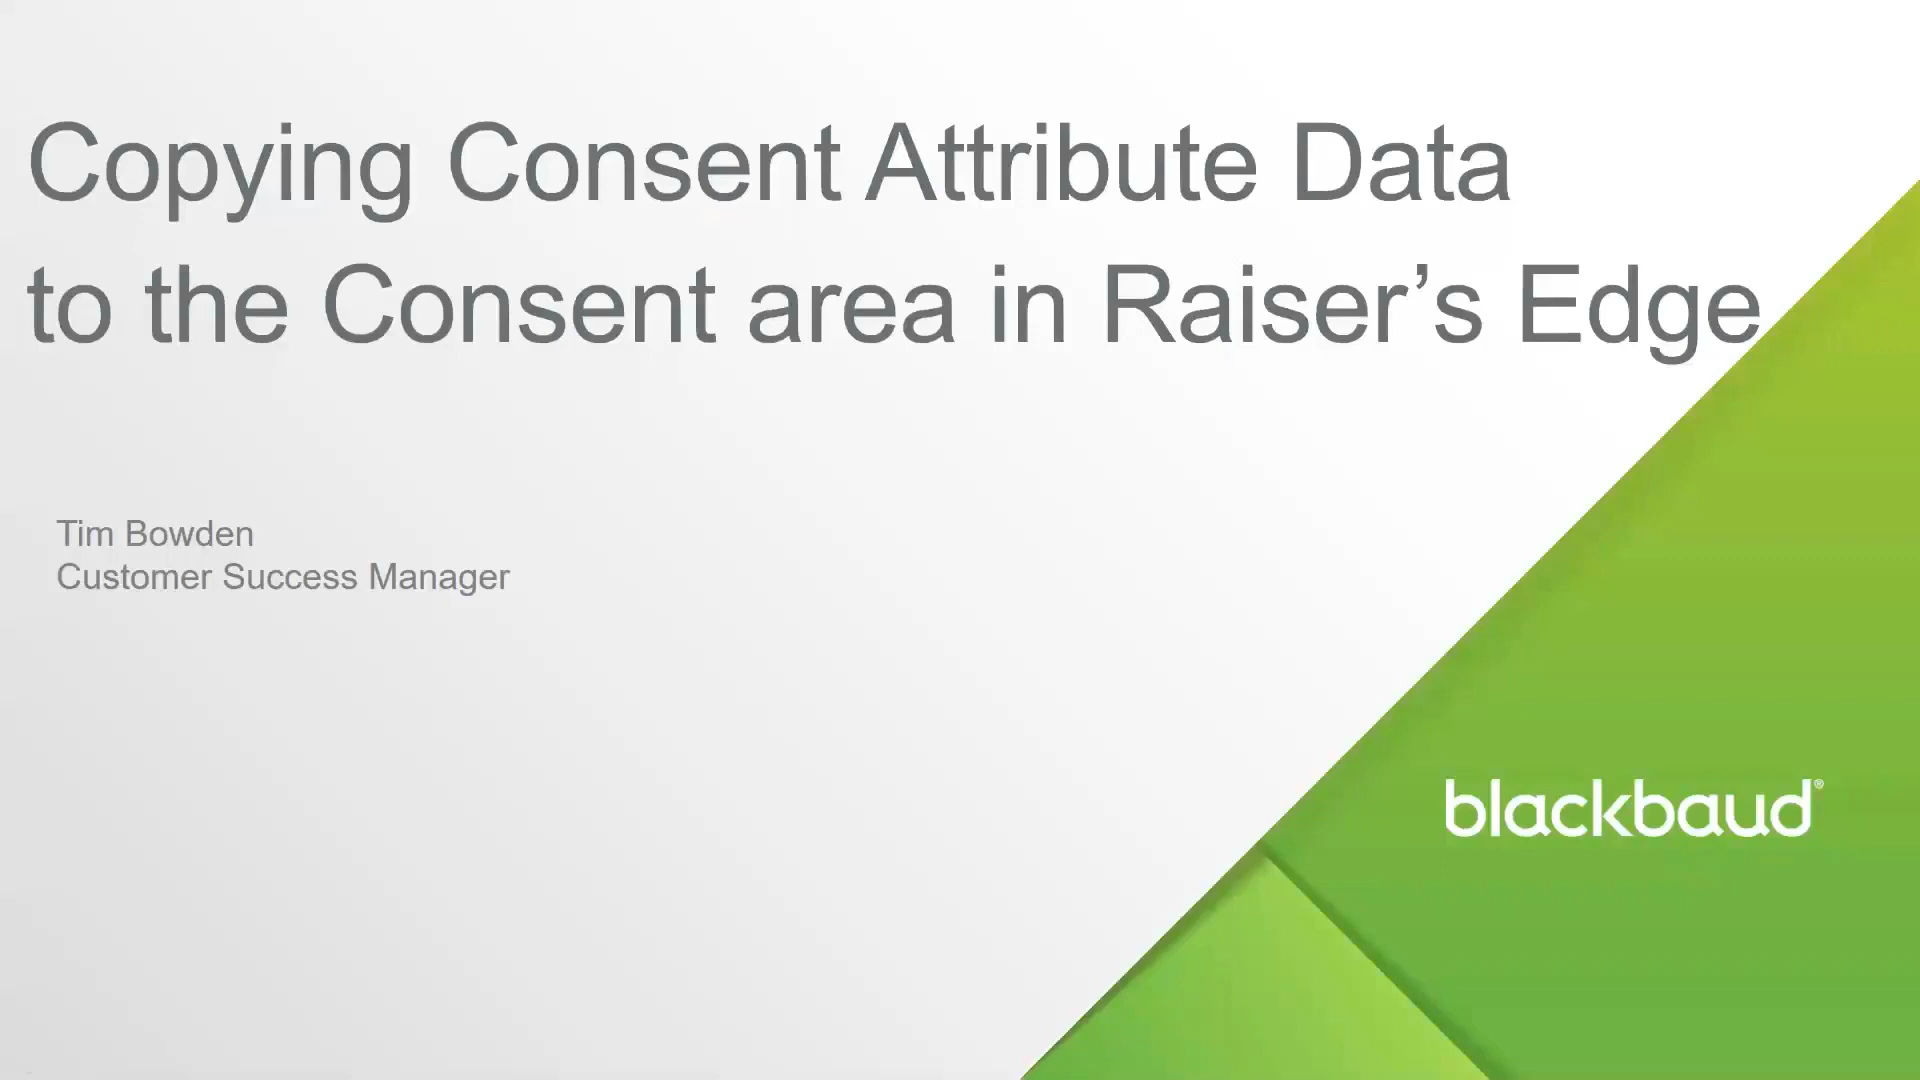 Copying Consent Attribute Data
to the Consent area in Raiser’s Edge
Tim Bowden
Customer Success Manager
blackbaud®